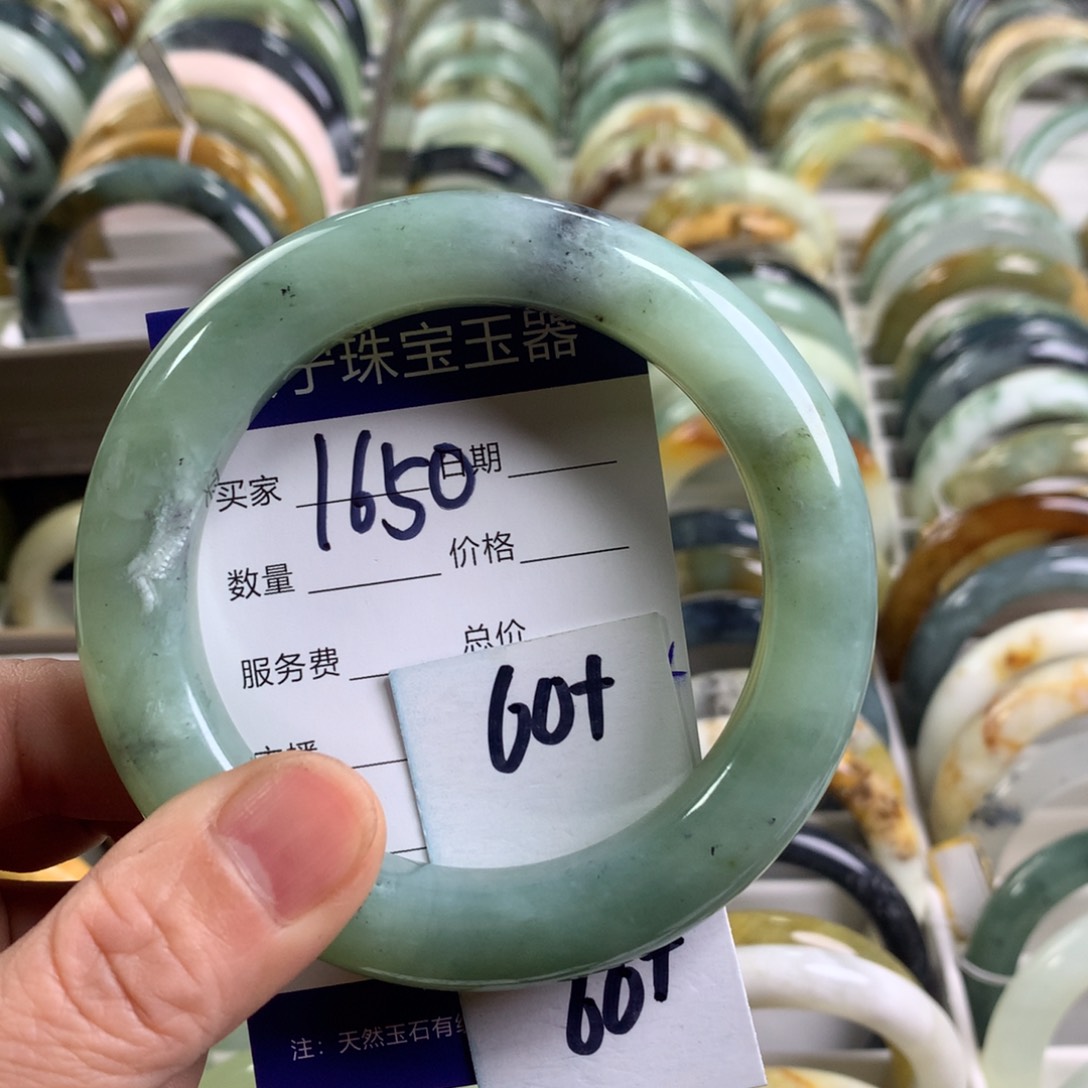 宇珠宝玉器
买家 1650 日期
数量 价格
服务费 总价
60+
60+
注：天然玉石有